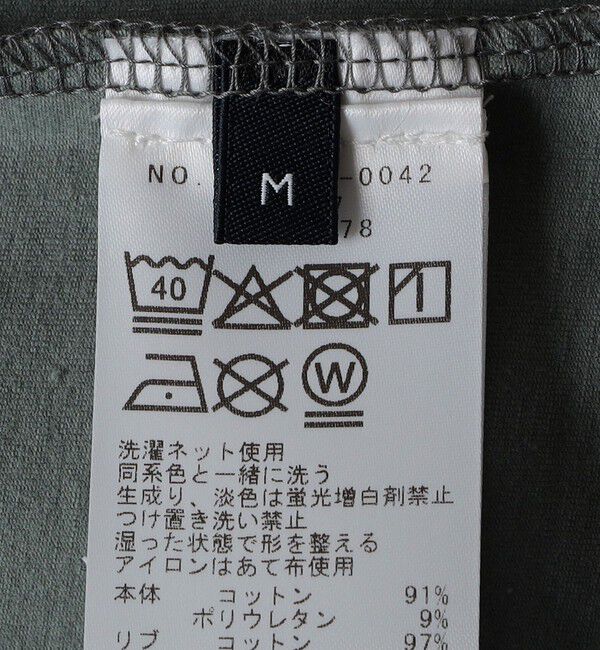 M
NO. -0042
7
78
40
W
洗濯ネット使用
同系色と一緒に洗う
生成り、淡色は蛍光増白剤禁止
つけ置き洗い禁止
湿った状態で形を整える
アイロンはあて布使用
本体 コットン 91%
ポリウレタン 9%
リブ コットン 97%